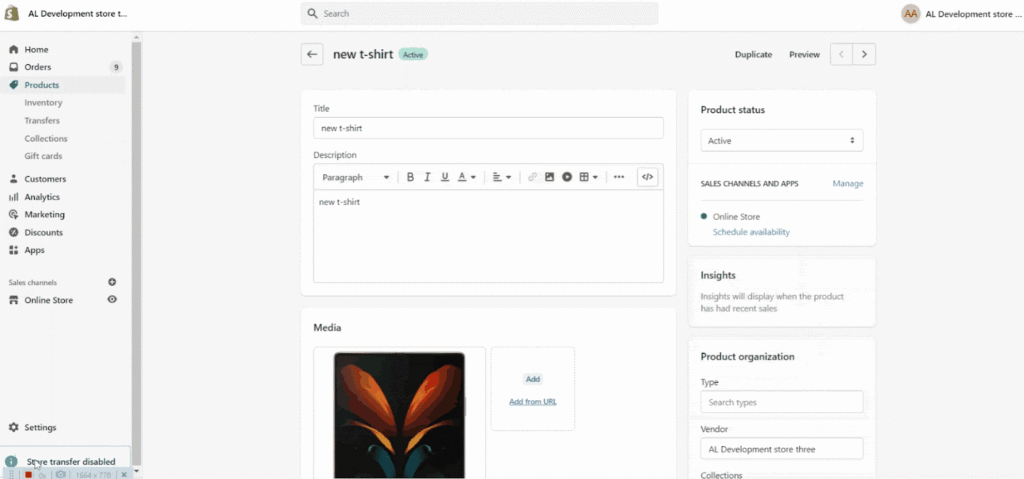 AL Development store t...
Search
AA
AL Development store ...
Home
Orders
9
Products
Inventory
Transfers
Collections
Gift cards
Customers
Analytics
Marketing
Discounts
Apps
Sales channels
Online Store
Settings
Store transfer disabled
1664 x 770
new t-shirt
Active
Duplicate
Preview
Title
new t-shirt
Description
Paragraph
B
I
U
A
</>
new t-shirt
Media
Add
Add from URL
Product status
Active
SALES CHANNELS AND APPS
Manage
Online Store
Schedule availability
Insights
Insights will display when the product
has had recent sales
Product organization
Type
Search types
Vendor
AL Development store three
Collections